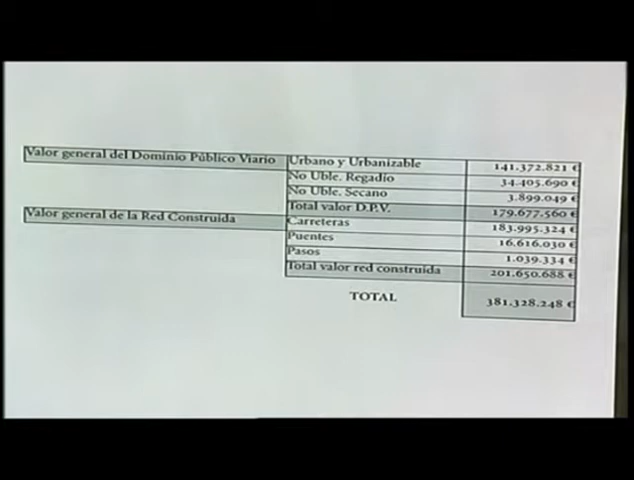 Valor general del Dominio Público Viario Urbano y Urbanizable 141.372.821 €
No Uble. Regadío 34.405.690 €
No Uble. Secano 3.899.049 €
Total valor D.P.V. 179.677.560 €
Valor general de la Red Construida Carreteras 183.995.324 €
Puentes 16.616.030 €
Pasos 1.039.334 €
Total valor red construida 201.650.688 €
TOTAL 381.328.248 €